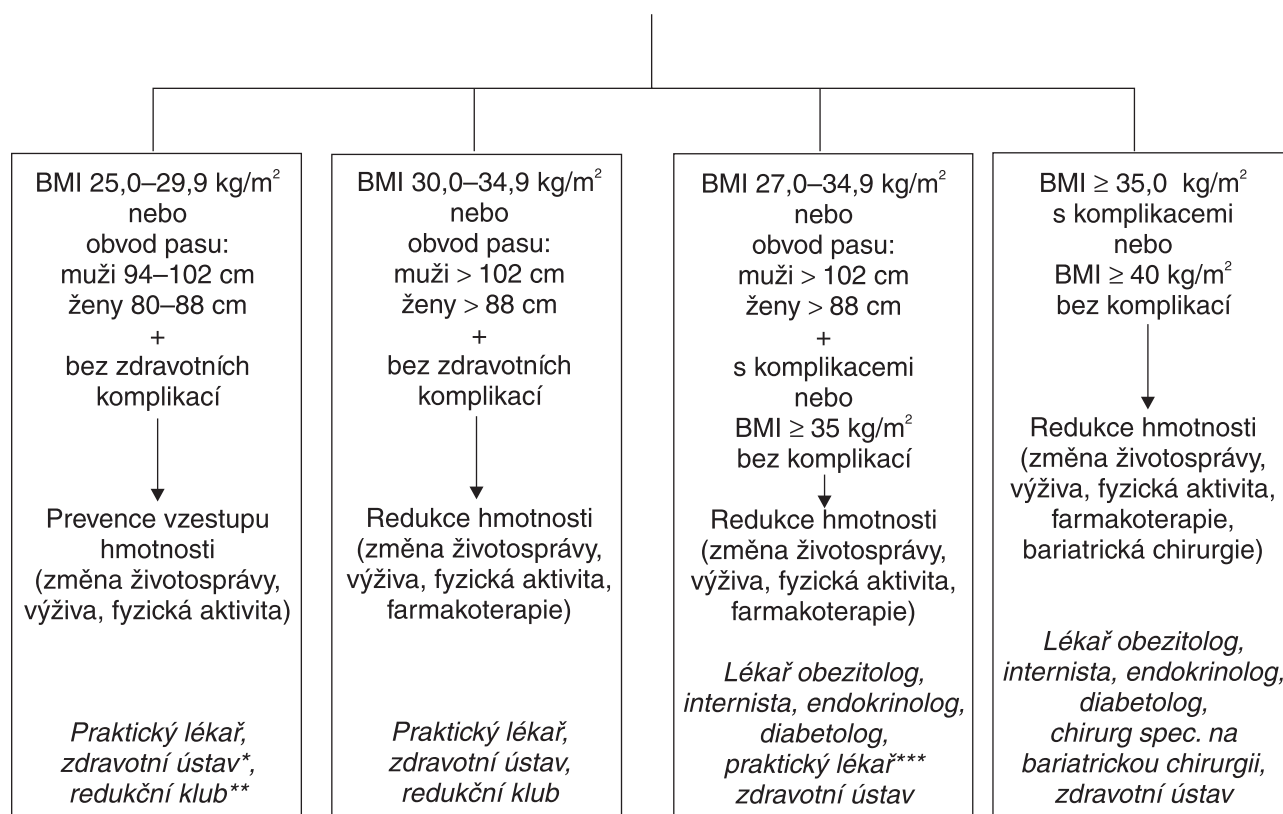 BMI 25,0–29,9 kg/m²
nebo
obvod pasu:
muži 94–102 cm
ženy 80–88 cm
+
bez zdravotních
komplikací
Prevence vzestupu
hmotnosti
(změna životosprávy,
výživa, fyzická aktivita)
Praktický lékař,
zdravotní ústav*,
redukční klub**
BMI 30,0–34,9 kg/m²
nebo
obvod pasu:
muži > 102 cm
ženy > 88 cm
+
bez zdravotních
komplikací
Redukce hmotnosti
(změna životosprávy,
výživa, fyzická aktivita,
farmakoterapie)
Praktický lékař,
zdravotní ústav,
redukční klub
BMI 27,0–34,9 kg/m²
nebo
obvod pasu:
muži > 102 cm
ženy > 88 cm
+
s komplikacemi
nebo
BMI ≥ 35 kg/m²
bez komplikací
Redukce hmotnosti
(změna životosprávy,
výživa, fyzická aktivita,
farmakoterapie)
Lékař obezitolog,
internista, endokrinolog,
diabetolog,
praktický lékař***
zdravotní ústav
BMI ≥ 35,0 kg/m²
s komplikacemi
nebo
BMI ≥ 40 kg/m²
bez komplikací
Redukce hmotnosti
(změna životosprávy,
výživa, fyzická aktivita,
farmakoterapie,
bariatrická chirurgie)
Lékař obezitolog,
internista, endokrinolog,
diabetolog,
chirurg spec. na
bariatrickou chirurgii,
zdravotní ústav